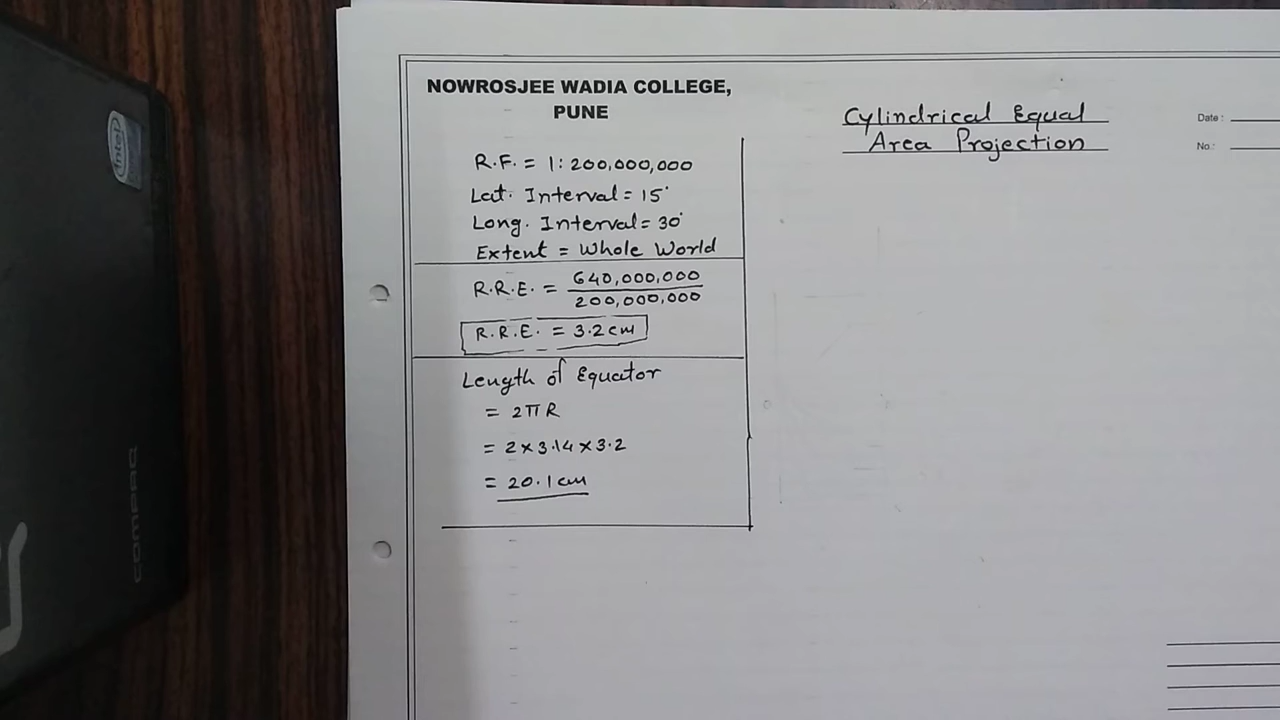 NOWROSJEE WADIA COLLEGE,
PUNE
Cylindrical Equal
Area Projection
Date :
No.:
R.F. = 1: 200,000,000
Lat. Interval = 15°
Long. Interval = 30°
Extent = Whole World
R.R.E. = 640,000,000
200,000,000
R.R.E. = 3.2 cm
Length of Equator
= 2πR
= 2 × 3.14 × 3.2
= 20.1 cm
intel
COMPAQ